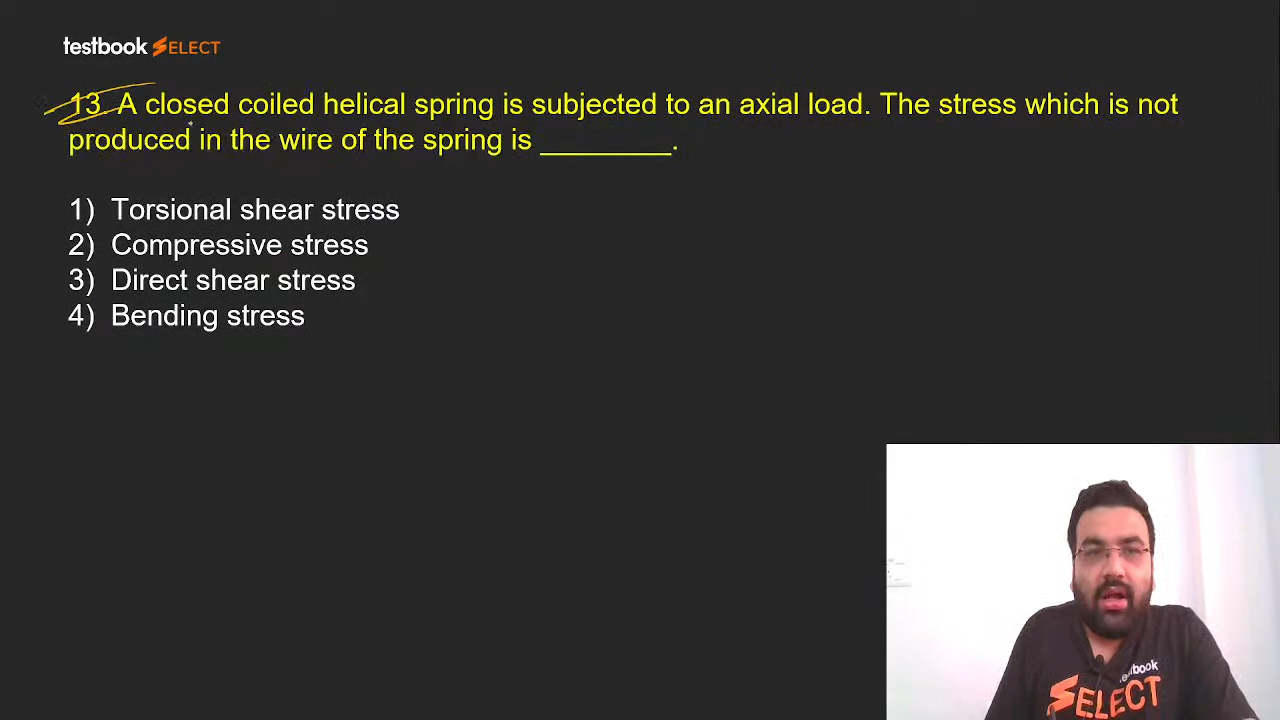 testbook SELECT
13. A closed coiled helical spring is subjected to an axial load. The stress which is not
produced in the wire of the spring is ________.
1) Torsional shear stress
2) Compressive stress
3) Direct shear stress
4) Bending stress
testbook
SELECT